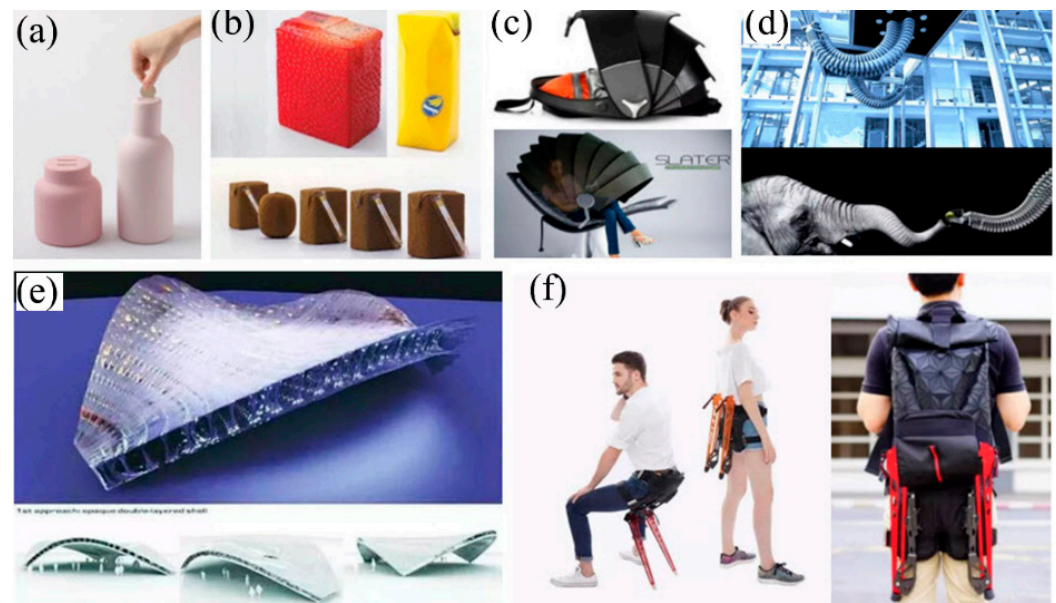 (a)
(b)
(c)
(d)
SLATER
(e)
(f)
1st approach: opaque double-layered shell